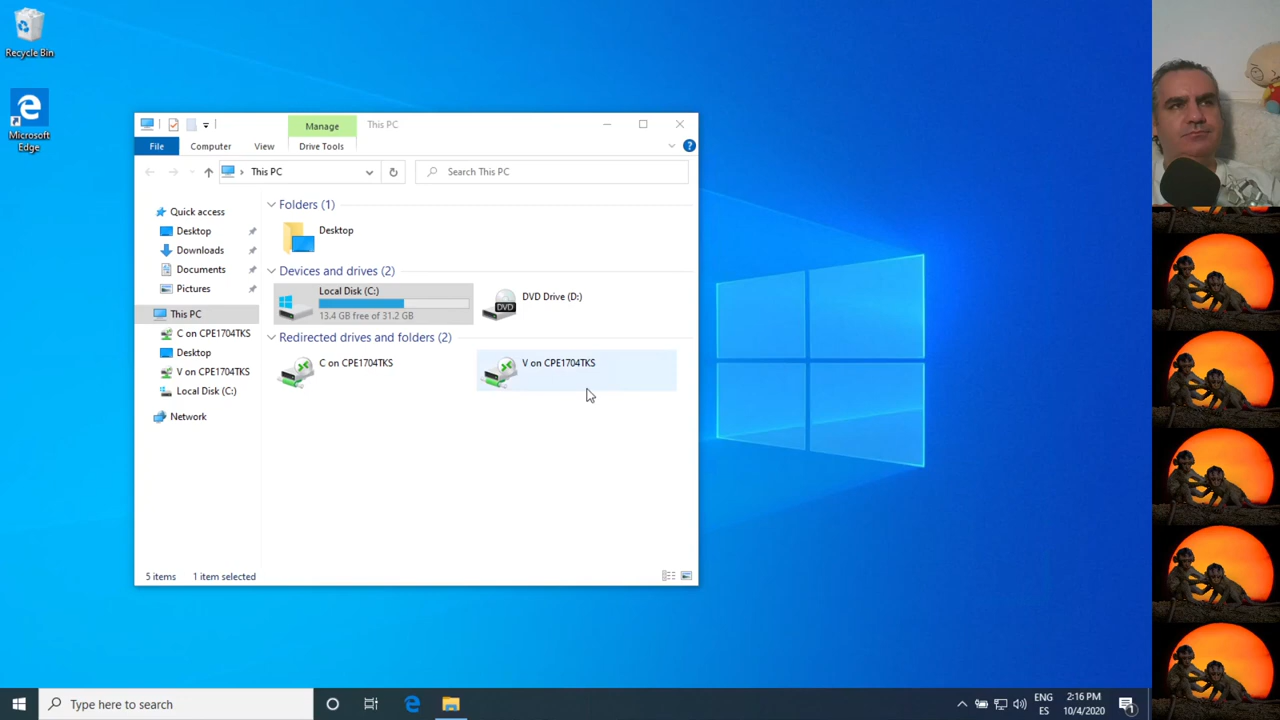 Recycle Bin
Microsoft
Edge
Manage
This PC
File
Computer
View
Drive Tools
This PC
Search This PC
Quick access
Desktop
Downloads
Documents
Pictures
This PC
C on CPE1704TKS
Desktop
V on CPE1704TKS
Local Disk (C:)
Network
Folders (1)
Desktop
Devices and drives (2)
Local Disk (C:)
13.4 GB free of 31.2 GB
DVD
DVD Drive (D:)
Redirected drives and folders (2)
C on CPE1704TKS
V on CPE1704TKS
5 items
1 item selected
Type here to search
ENG
ES
2:16 PM
10/4/2020
1